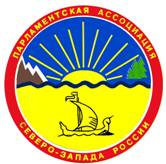 ПАРЛАМЕНТСКАЯ АССОЦИАЦИЯ
СЕВЕРО-ЗАПАДА РОССИИ